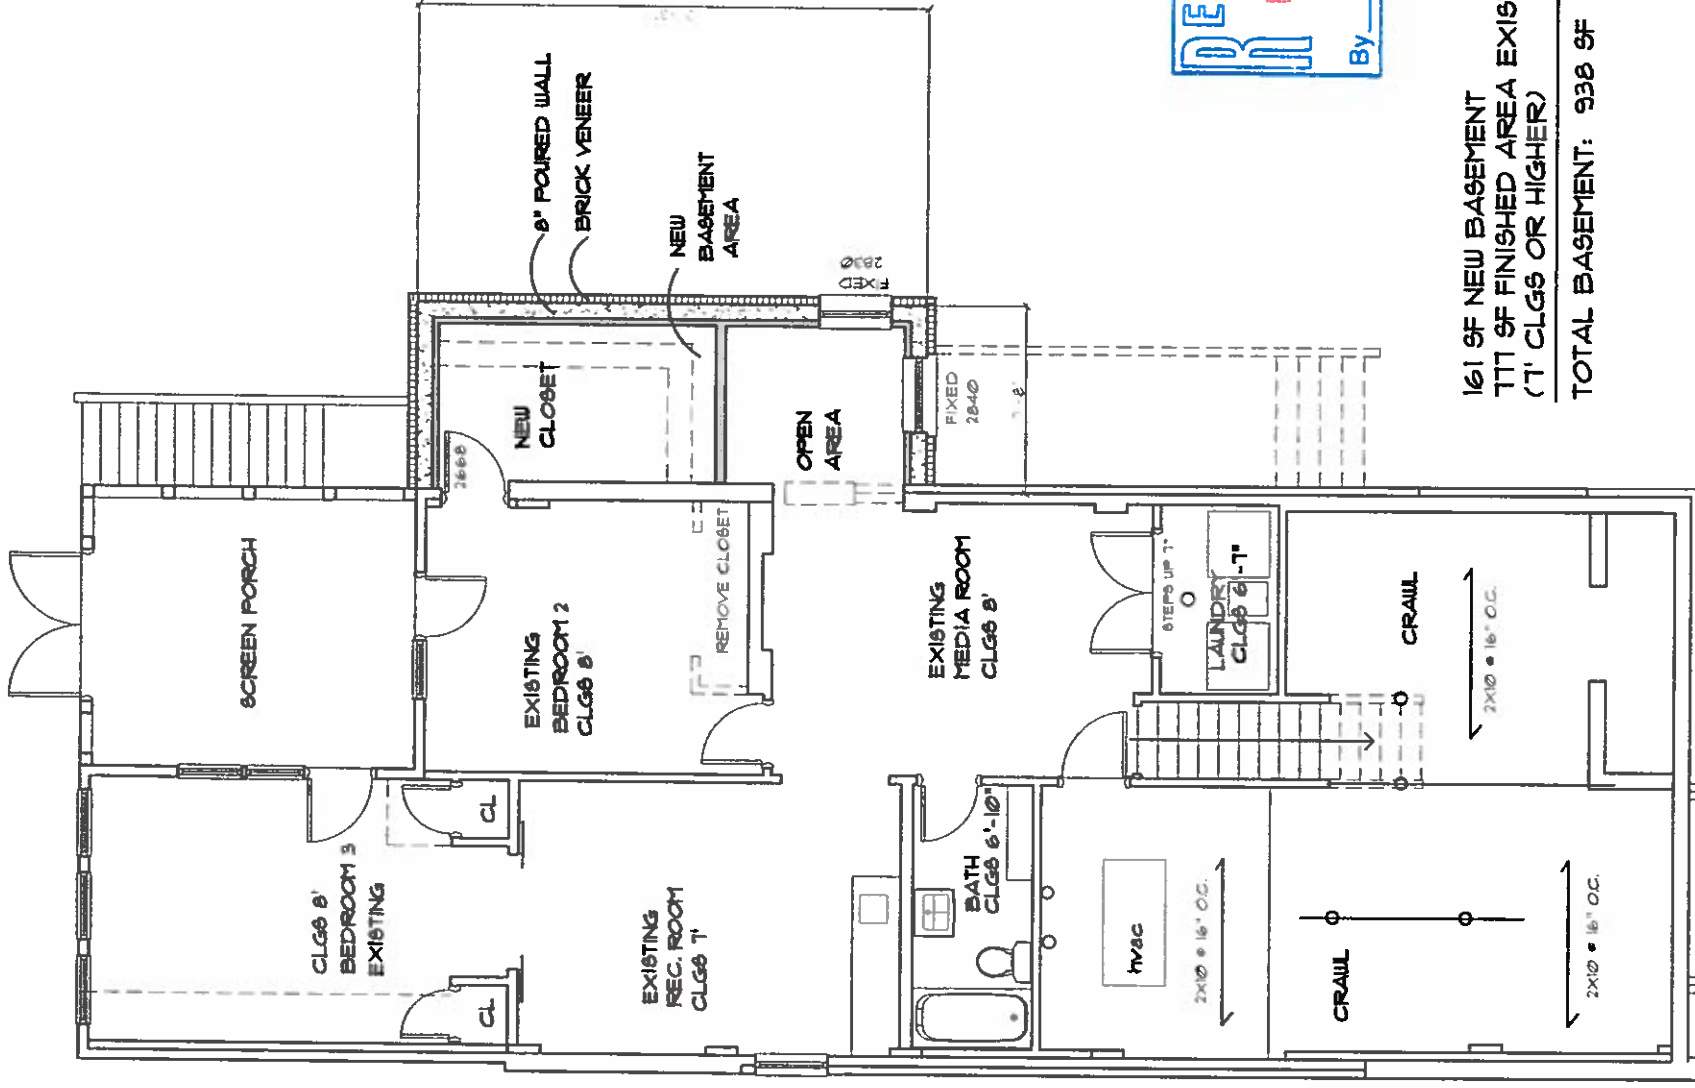 8" POURED WALL
BRICK VENEER
NEW
BASEMENT
AREA
FIXED
2830
SCREEN PORCH
2668
NEW
CLOSET
OPEN
AREA
FIXED
2840
EXISTING
BEDROOM 2
CLGS 8'
REMOVE CLOSET
CLGS 8'
BEDROOM 3
EXISTING
CL
CL
EXISTING
REC. ROOM
CLGS 7'
EXISTING
MEDIA ROOM
CLGS 8'
STEPS UP 7"
LAUNDRY
CLGS 6'-7"
BATH
CLGS 6'-10"
hvac
2X10 @ 16" O.C.
CRAWL
2X10 @ 16" O.C.
CRAWL
2X10 @ 16" O.C.
161 SF NEW BASEMENT
777 SF FINISHED AREA EXIS
(7' CLGS OR HIGHER)
TOTAL BASEMENT: 938 SF
RE
By